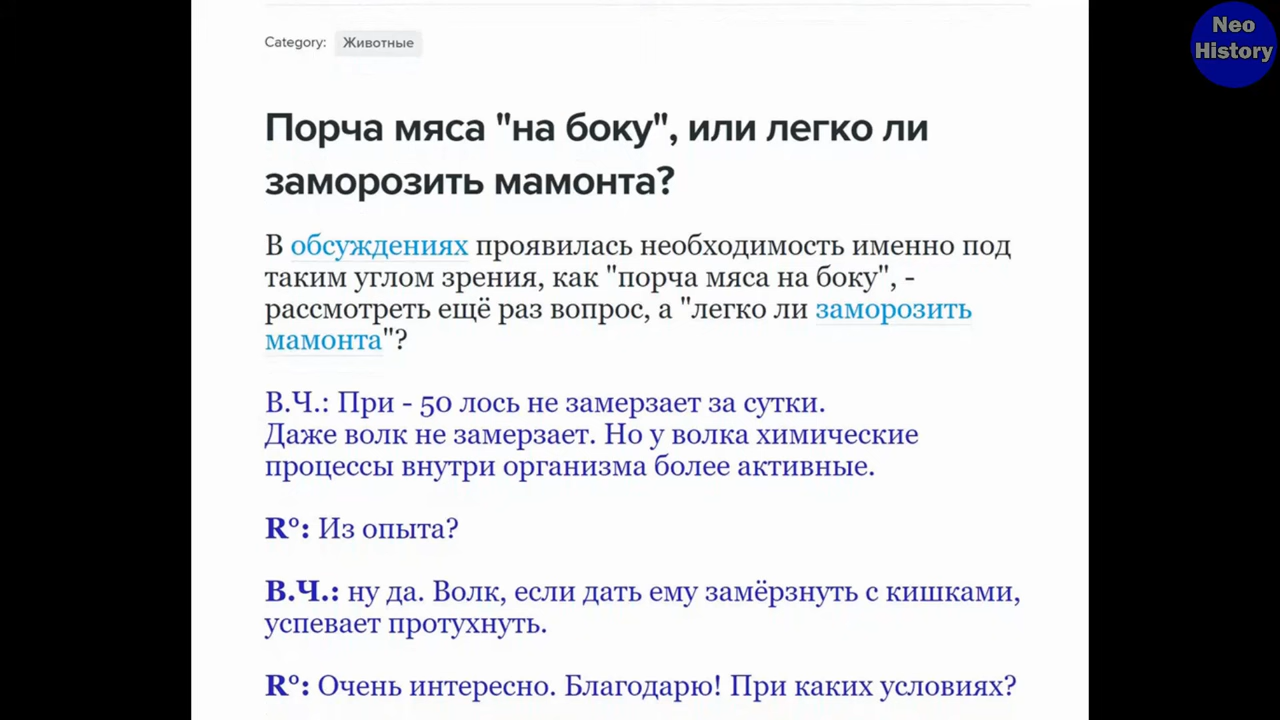 Neo
History
Category: Животные
Порча мяса "на боку", или легко ли
заморозить мамонта?
В обсуждениях проявилась необходимость именно под
таким углом зрения, как "порча мяса на боку", -
рассмотреть ещё раз вопрос, а "легко ли заморозить
мамонта"?
В.Ч.: При - 50 лось не замерзает за сутки.
Даже волк не замерзает. Но у волка химические
процессы внутри организма более активные.
R°: Из опыта?
В.Ч.: ну да. Волк, если дать ему замёрзнуть с кишками,
успевает протухнуть.
R°: Очень интересно. Благодарю! При каких условиях?